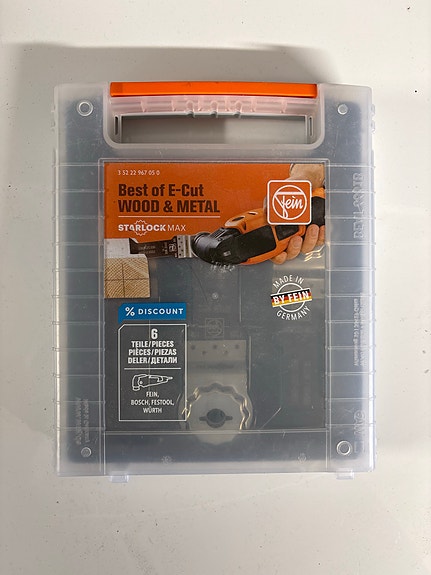 3 52 22 967 05 0
Best of E-Cut
WOOD & METAL
STARLOCK MAX
fein
MADE IN
BY FEIN
GERMANY
% DISCOUNT
6
TEILE/PIECES
PIÈCES/PIEZAS
DELER/ДЕТАЛИ
FEIN,
BOSCH, FESTOOL,
WÜRTH